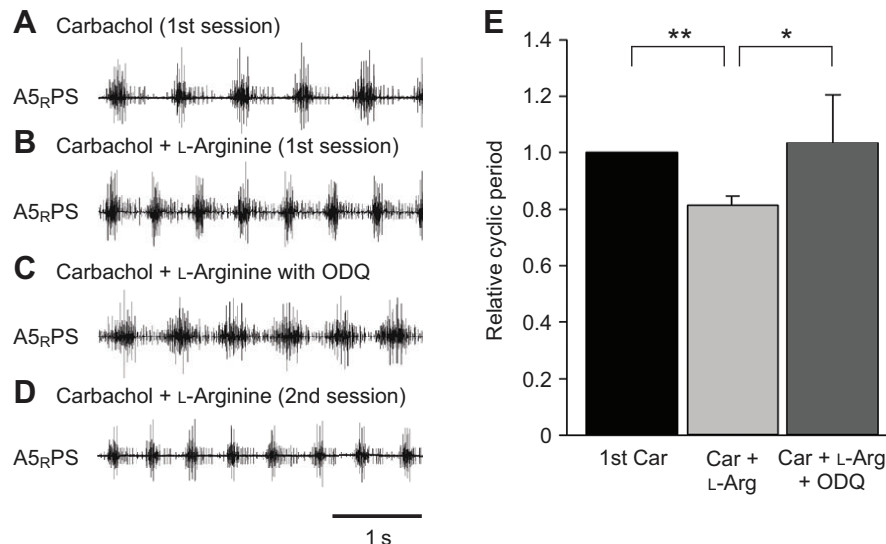 A Carbachol (1st session)
A5RPS
B Carbachol + L-Arginine (1st session)
A5RPS
C Carbachol + L-Arginine with ODQ
A5RPS
D Carbachol + L-Arginine (2nd session)
A5RPS
1 s
E
Relative cyclic period
1.4
1.2
1.0
0.8
0.6
0.4
0.2
0
**
*
1st Car
Car +
L-Arg
Car + L-Arg
+ ODQ